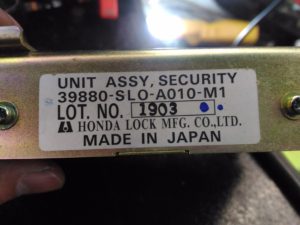 UNIT ASSY, SECURITY
39880-SL0-A010-M1
LOT. NO. 1903
HONDA LOCK MFG. CO.,LTD.
MADE IN JAPAN